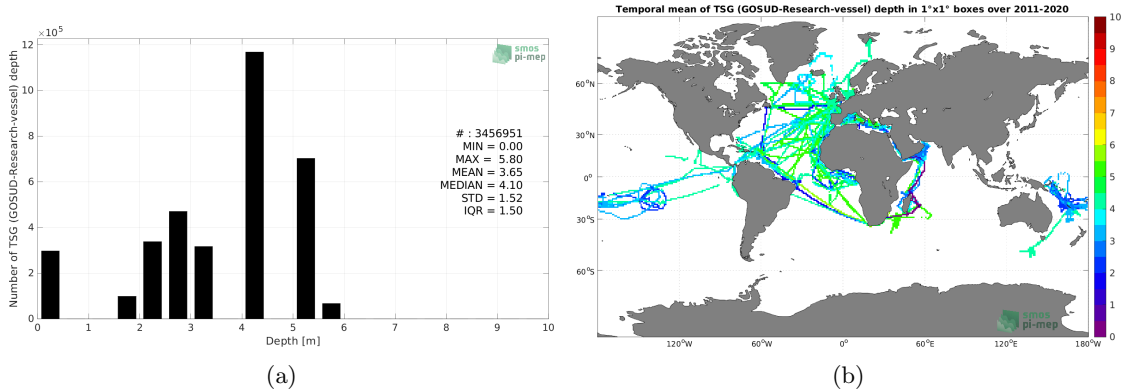 ×10⁵
12
10
8
6
4
2
0
Number of TSG (GOSUD-Research-vessel) depth
smos
pi-mep
# : 3456951
MIN = 0.00
MAX = 5.80
MEAN = 3.65
MEDIAN = 4.10
STD = 1.52
IQR = 1.50
0 1 2 3 4 5 6 7 8 9 10
Depth [m]
(a)
Temporal mean of TSG (GOSUD-Research-vessel) depth in 1°x1° boxes over 2011-2020
60°N
30°N
0°
30°S
60°S
120°W 60°W 0° 60°E 120°E 180°W
smos
pi-mep
10
9
8
7
6
5
4
3
2
1
0
(b)